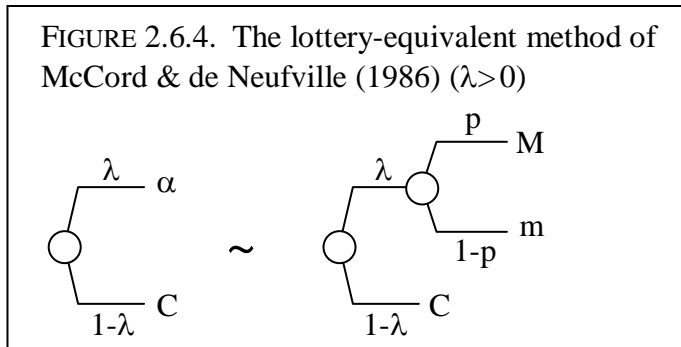 FIGURE 2.6.4. The lottery-equivalent method of
McCord & de Neufville (1986) (λ>0)
p
M
λ
α
λ
~
m
1-p
C
1-λ
C
1-λ